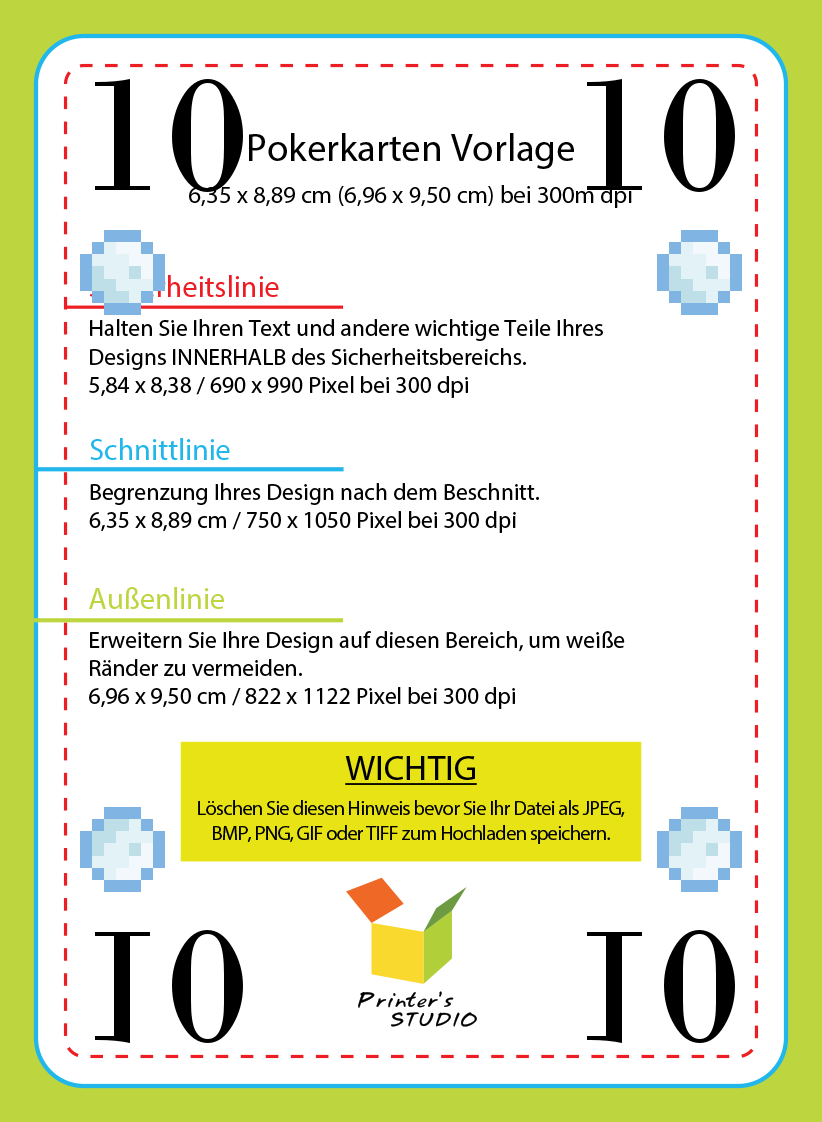 10 10
Pokerkarten Vorlage
6,35 x 8,89 cm (6,96 x 9,50 cm) bei 300m dpi
heitslinie
Halten Sie Ihren Text und andere wichtige Teile Ihres
Designs INNERHALB des Sicherheitsbereichs.
5,84 x 8,38 / 690 x 990 Pixel bei 300 dpi
Schnittlinie
Begrenzung Ihres Design nach dem Beschnitt.
6,35 x 8,89 cm / 750 x 1050 Pixel bei 300 dpi
Außenlinie
Erweitern Sie Ihre Design auf diesen Bereich, um weiße
Ränder zu vermeiden.
6,96 x 9,50 cm / 822 x 1122 Pixel bei 300 dpi
WICHTIG
Löschen Sie diesen Hinweis bevor Sie Ihr Datei als JPEG,
BMP, PNG, GIF oder TIFF zum Hochladen speichern.
Printer's
STUDIO
10 10